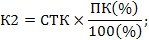 К2 = СТК × ПК(%) / 100(%);